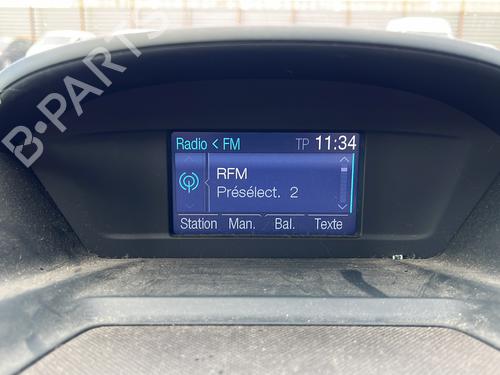 B-PARTS
Radio < FM TP 11:34
RFM
Présélect. 2
Station Man. Bal. Texte